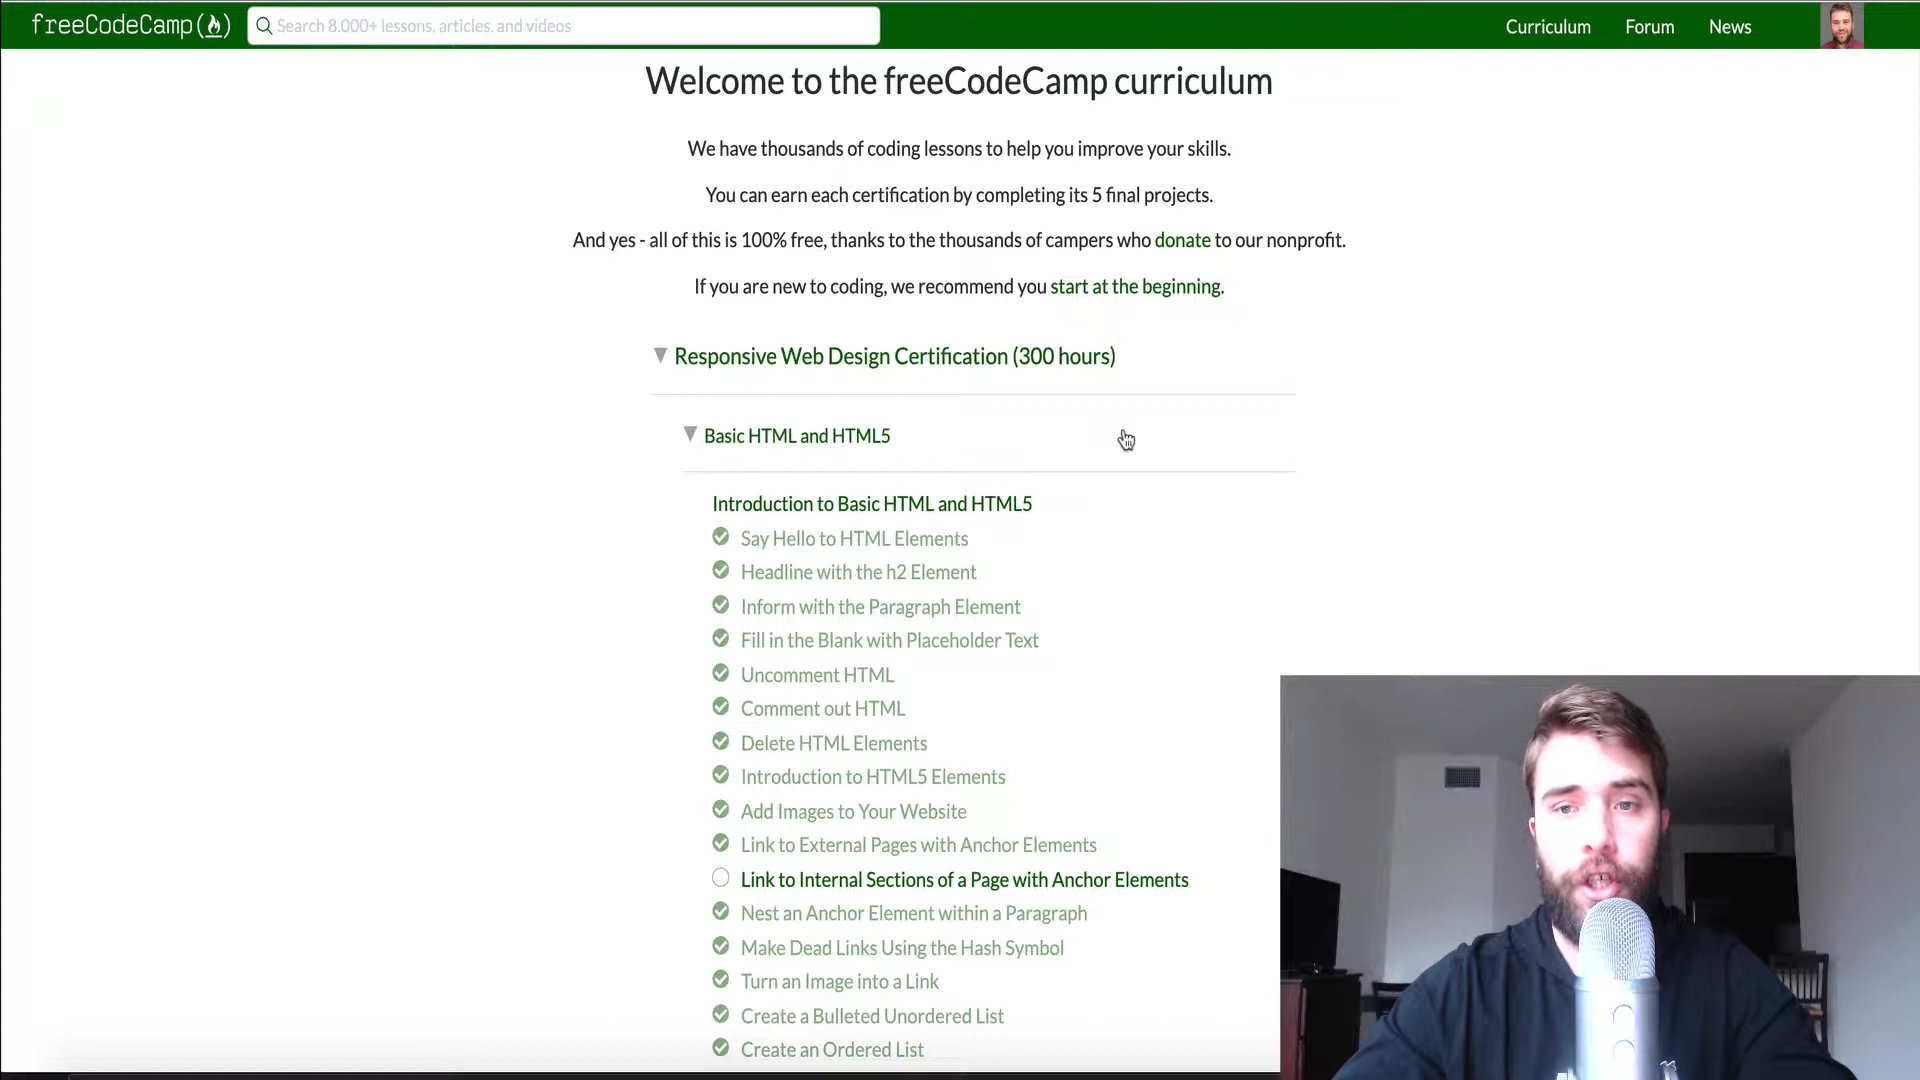 freeCodeCamp
Search 8,000+ lessons, articles, and videos
Curriculum
Forum
News
Welcome to the freeCodeCamp curriculum
We have thousands of coding lessons to help you improve your skills.
You can earn each certification by completing its 5 final projects.
And yes - all of this is 100% free, thanks to the thousands of campers who donate to our nonprofit.
If you are new to coding, we recommend you start at the beginning.
Responsive Web Design Certification (300 hours)
Basic HTML and HTML5
Introduction to Basic HTML and HTML5
Say Hello to HTML Elements
Headline with the h2 Element
Inform with the Paragraph Element
Fill in the Blank with Placeholder Text
Uncomment HTML
Comment out HTML
Delete HTML Elements
Introduction to HTML5 Elements
Add Images to Your Website
Link to External Pages with Anchor Elements
Link to Internal Sections of a Page with Anchor Elements
Nest an Anchor Element within a Paragraph
Make Dead Links Using the Hash Symbol
Turn an Image into a Link
Create a Bulleted Unordered List
Create an Ordered List